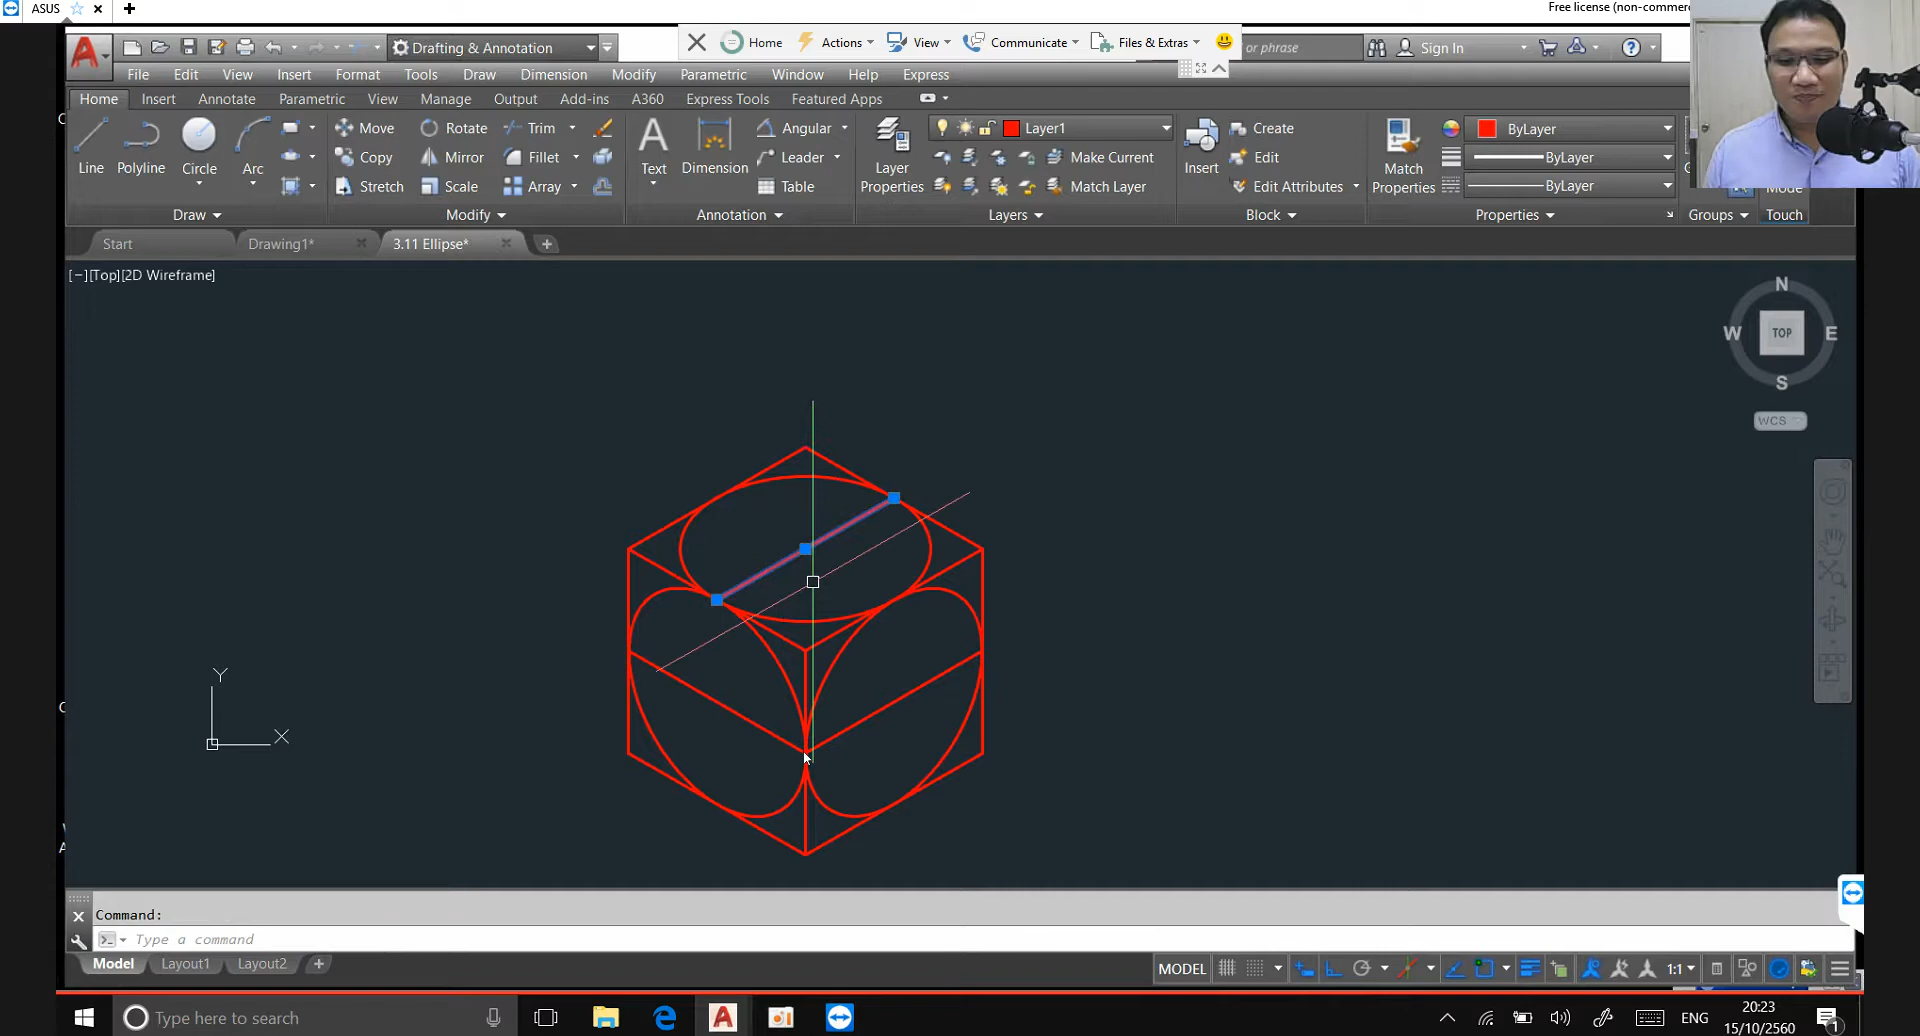 ASUS
Free license (non-commerc
Drafting & Annotation
Home
Actions
View
Communicate
Files & Extras
or phrase
Sign In
File
Edit
View
Insert
Format
Tools
Draw
Dimension
Modify
Parametric
Window
Help
Express
Home
Insert
Annotate
Parametric
View
Manage
Output
Add-ins
A360
Express Tools
Featured Apps
Line
Polyline
Circle
Arc
Move
Rotate
Trim
Copy
Mirror
Fillet
Stretch
Scale
Array
Text
Dimension
Angular
Leader
Table
Layer Properties
Layer1
Make Current
Match Layer
Insert
Create
Edit
Edit Attributes
Match Properties
ByLayer
ByLayer
ByLayer
Mode
Draw
Modify
Annotation
Layers
Block
Properties
Groups
Touch
Start
Drawing1*
3.11 Ellipse*
[−][Top][2D Wireframe]
N
W
TOP
E
S
WCS
Y
X
Command:
Type a command
Model
Layout1
Layout2
MODEL
1:1
Type here to search
ENG
20:23
15/10/2560
1